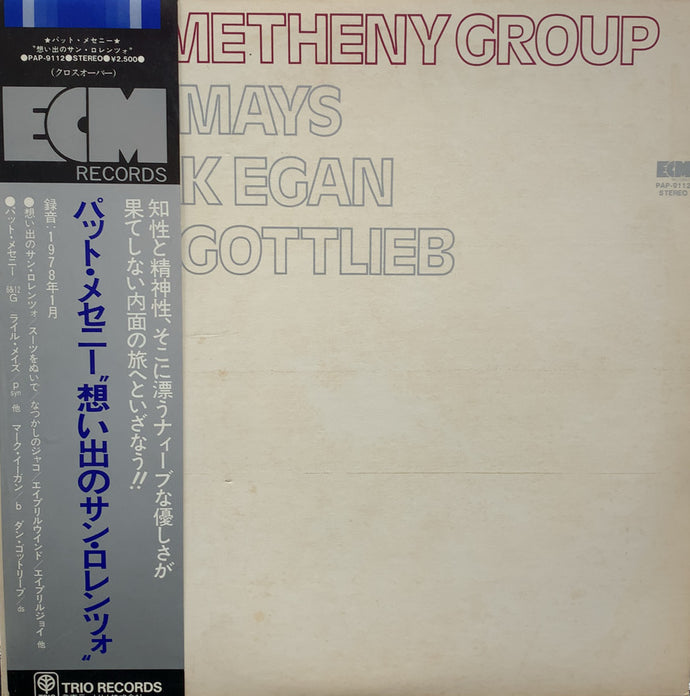 ★パット・メセニー★
"想い出のサン・ロレンツォ"
●PAP-9112●STEREO●¥2,500●
(クロスオーバー)
ECM
RECORDS
知性と精神性、そこに漂うナイーブな優しさが
果てしない内面の旅へといざなう!!
パット・メセニー"想い出のサン・ロレンツォ"
録音:1978年1月
●想い出のサン・ロレンツォ/スーツをぬいで/なつかしのジャコ/エイプリルウインド/エイプリルジョイ 他
●パット・メセニー 6&12G ライル・メイズ p syn 他 マーク・イーガン/b ダン・ゴットリーブ/ds
TRIO RECORDS
METHENY GROUP
MAYS
K EGAN
GOTTLIEB
ECM
PAP-9112
STEREO